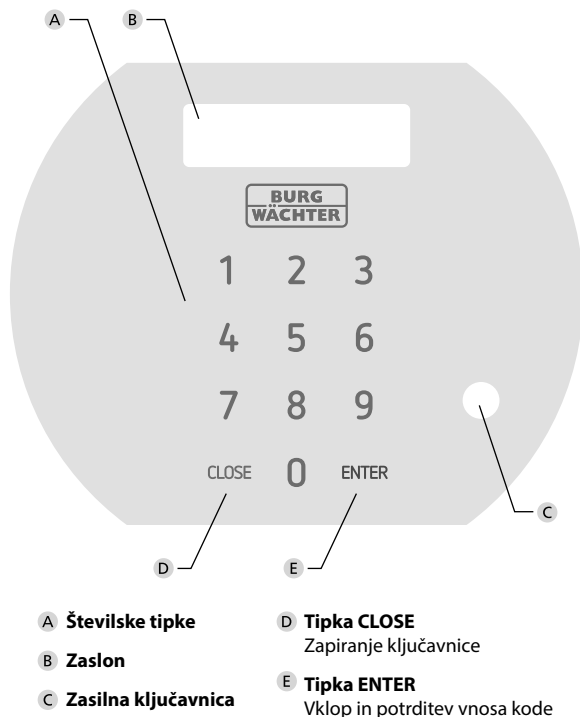 A B
BURG
WÄCHTER
1 2 3
4 5 6
7 8 9
CLOSE 0 ENTER
C
D E
A Številske tipke
B Zaslon
C Zasilna ključavnica
D Tipka CLOSE
Zapiranje ključavnice
E Tipka ENTER
Vklop in potrditev vnosa kode